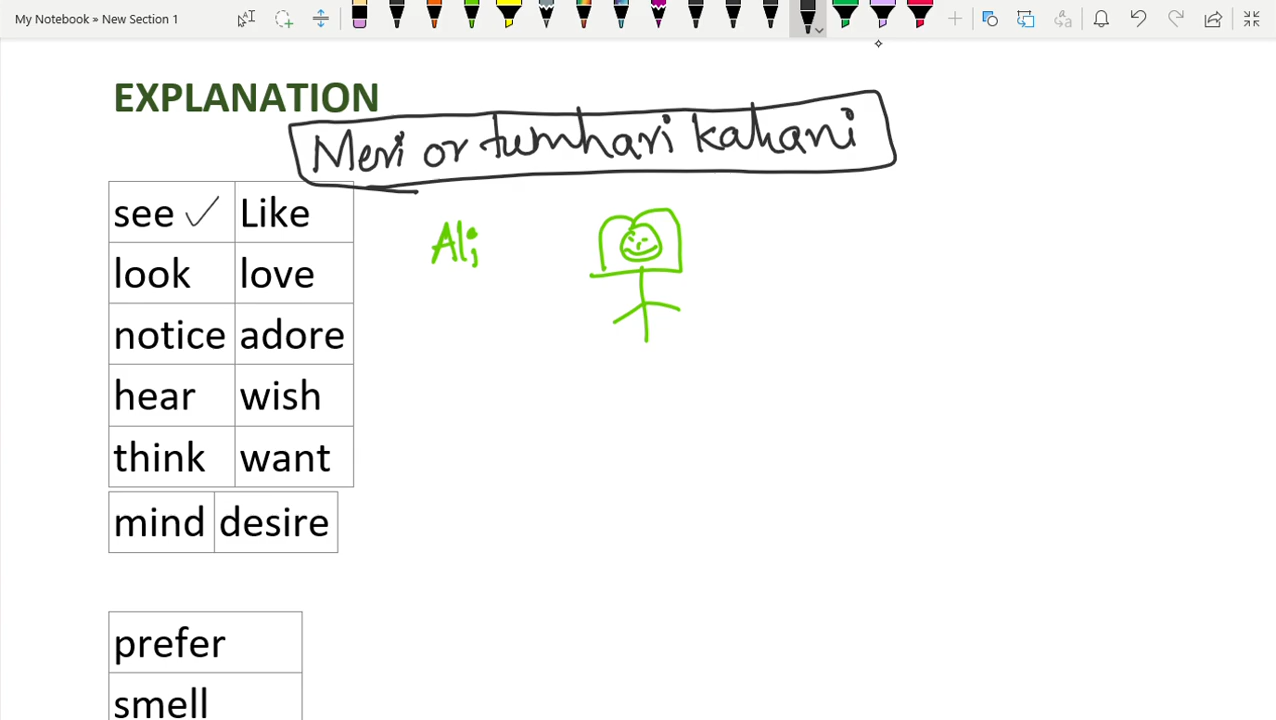 My Notebook » New Section 1
EXPLANATION
Meri or tumhari kahani
see ✓ Like
look love
notice adore
hear wish
think want
mind desire
prefer
smell
Ali